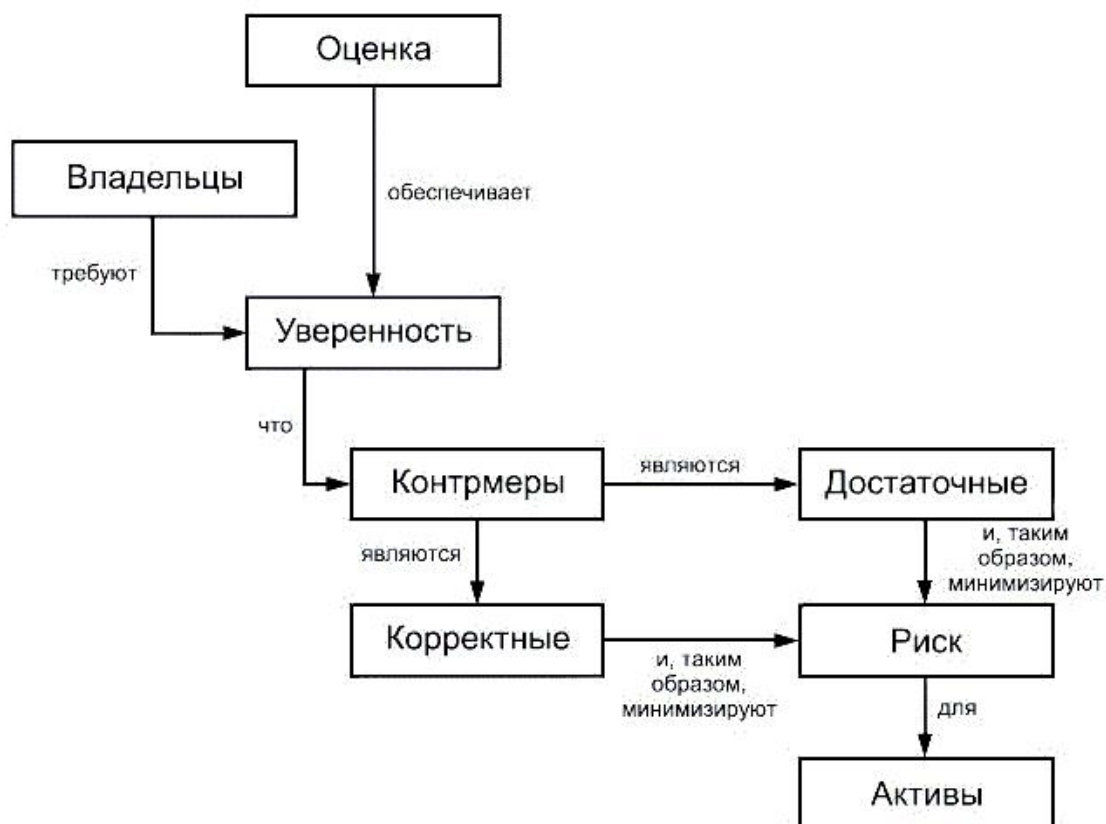 Оценка
Владельцы
обеспечивает
требуют
Уверенность
что
Контрмеры
являются
Достаточные
являются
и, таким
образом,
минимизируют
Корректные
и, таким
образом,
минимизируют
Риск
для
Активы